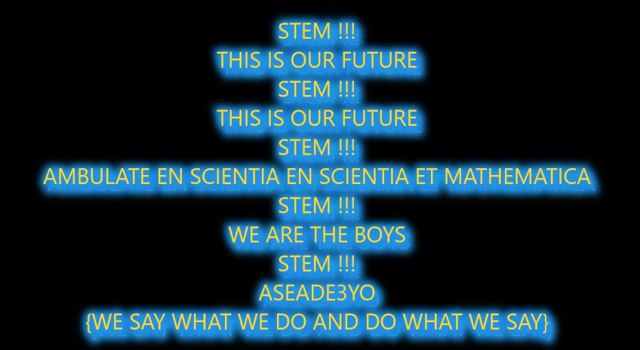 STEM !!!
THIS IS OUR FUTURE
STEM !!!
THIS IS OUR FUTURE
STEM !!!
AMBULATE EN SCIENTIA EN SCIENTIA ET MATHEMATICA
STEM !!!
WE ARE THE BOYS
STEM !!!
ASEADE3YO
{WE SAY WHAT WE DO AND DO WHAT WE SAY}